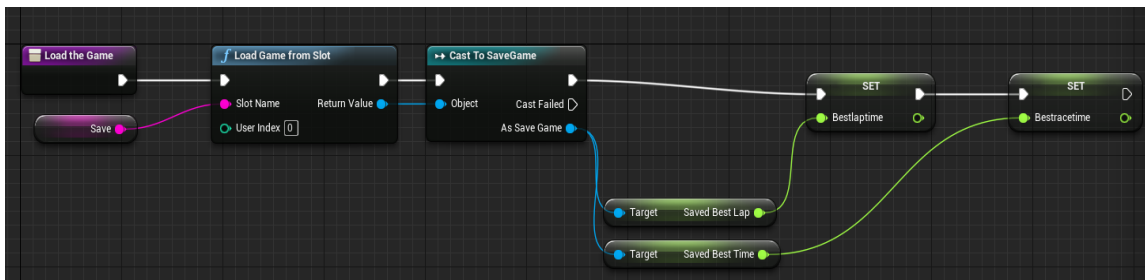 Load the Game
Save
f Load Game from Slot
Slot Name Return Value
User Index 0
Cast To SaveGame
Object Cast Failed
As Save Game
Target Saved Best Lap
Target Saved Best Time
SET
Bestlaptime
SET
Bestracetime